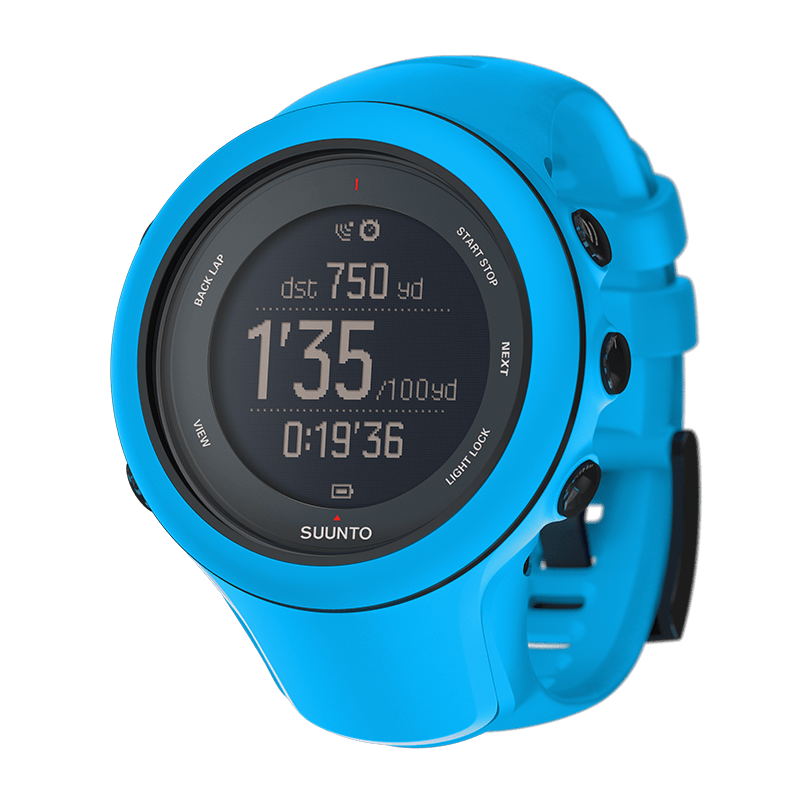 START STOP
BACK LAP
dst 750 yd
1'35/100yd
NEXT
0:19'36
VIEW
LIGHT LOCK
SUUNTO